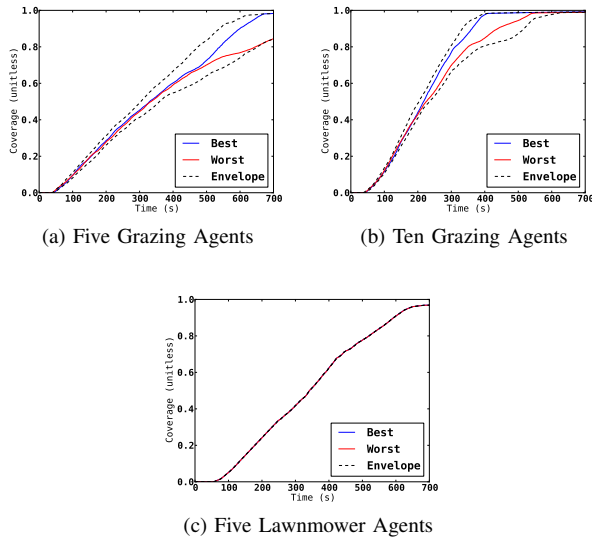 Coverage (unitless)
1.0
0.8
0.6
0.4
0.2
0.0
0 100 200 300 400 500 600 700
Time (s)
Best
Worst
Envelope
(a) Five Grazing Agents
Coverage (unitless)
1.0
0.8
0.6
0.4
0.2
0.0
0 100 200 300 400 500 600 700
Time (s)
Best
Worst
Envelope
(b) Ten Grazing Agents
Coverage (unitless)
1.0
0.8
0.6
0.4
0.2
0.0
0 100 200 300 400 500 600 700
Time (s)
Best
Worst
Envelope
(c) Five Lawnmower Agents